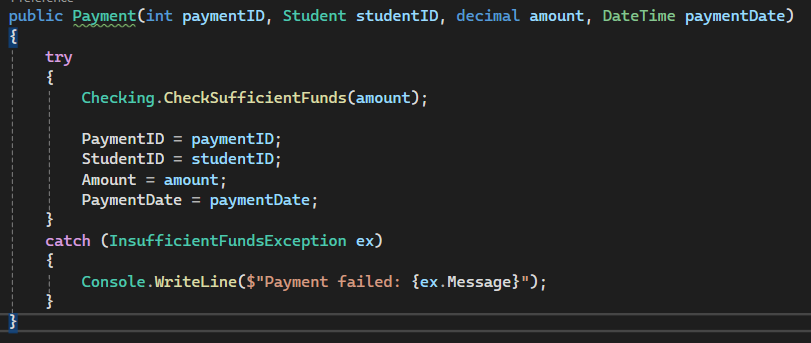 public Payment(int paymentID, Student studentID, decimal amount, DateTime paymentDate)
{
    try
    {
        Checking.CheckSufficientFunds(amount);

        PaymentID = paymentID;
        StudentID = studentID;
        Amount = amount;
        PaymentDate = paymentDate;
    }
    catch (InsufficientFundsException ex)
    {
        Console.WriteLine($"Payment failed: {ex.Message}");
    }
}